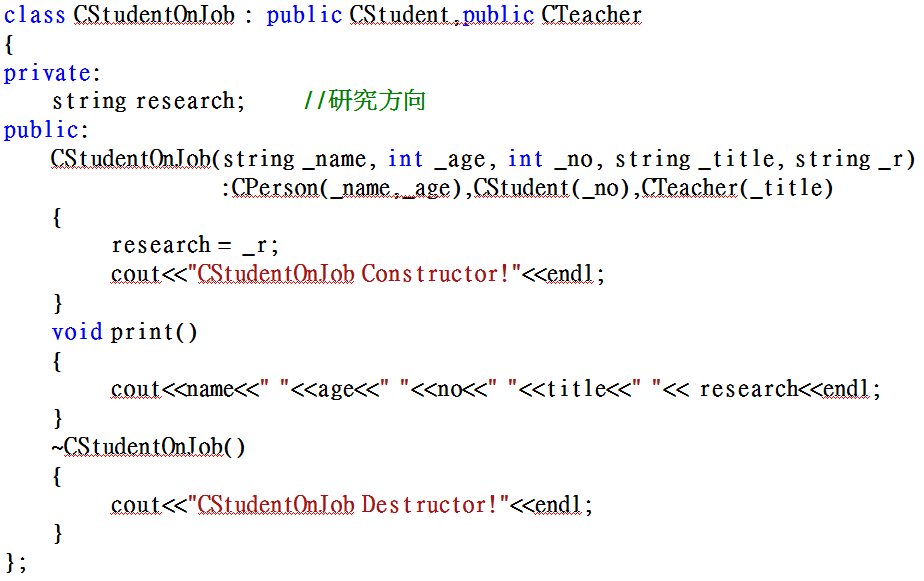 class CStudentOnJob : public CStudent,public CTeacher
{
private:
    string research;    //研究方向
public:
    CStudentOnJob(string _name, int _age, int _no, string _title, string _r)
              :CPerson(_name,_age),CStudent(_no),CTeacher(_title)
    {
        research = _r;
        cout<<"CStudentOnJob Constructor!"<<endl;
    }
    void print()
    {
        cout<<name<<" "<<age<<" "<<no<<" "<<title<<" "<< research<<endl;
    }
    ~CStudentOnJob()
    {
        cout<<"CStudentOnJob Destructor!"<<endl;
    }
};